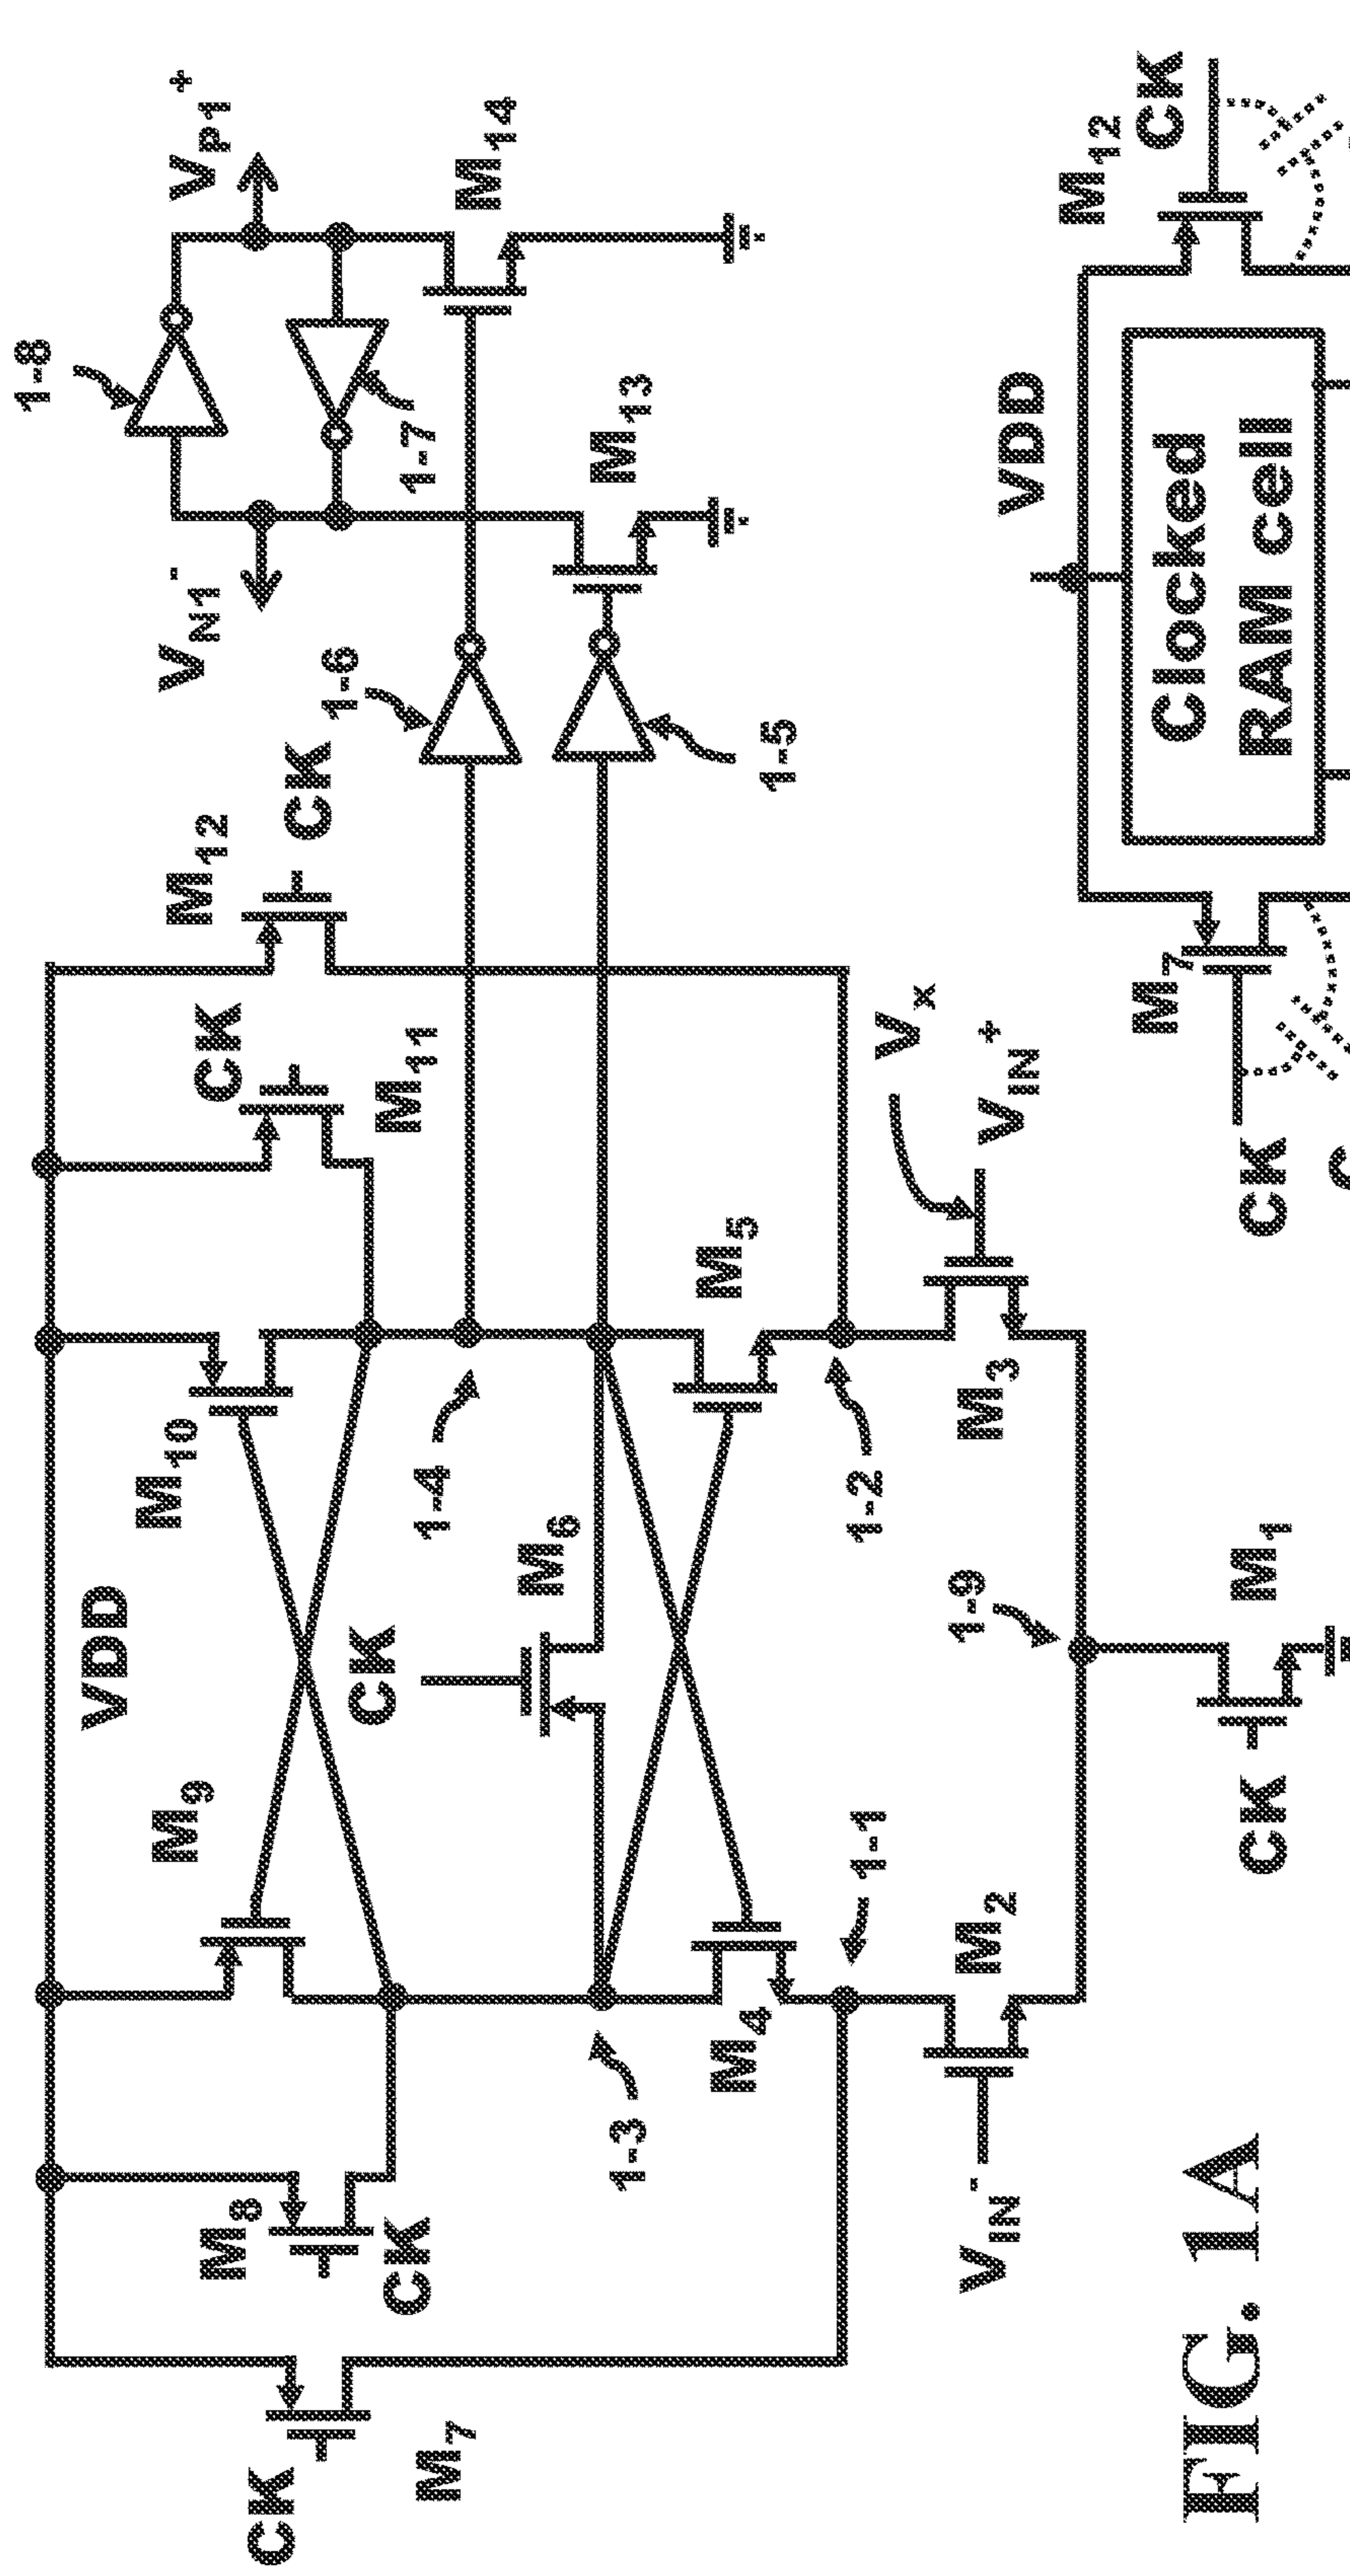 CK
M7
M8
CK
M9
VDD
M10
CK
M11
M12
CK
1-8
VP1+
VN1-
1-7
M14
1-6
M13
1-5
1-4
CK
M6
1-3
M4
M5
1-1
1-2
VIN-
M2
M3
Vx
VIN+
1-9
CK
M1
FIG. 1A
VDD
M12
CK
Clocked
RAM cell
M7
CK